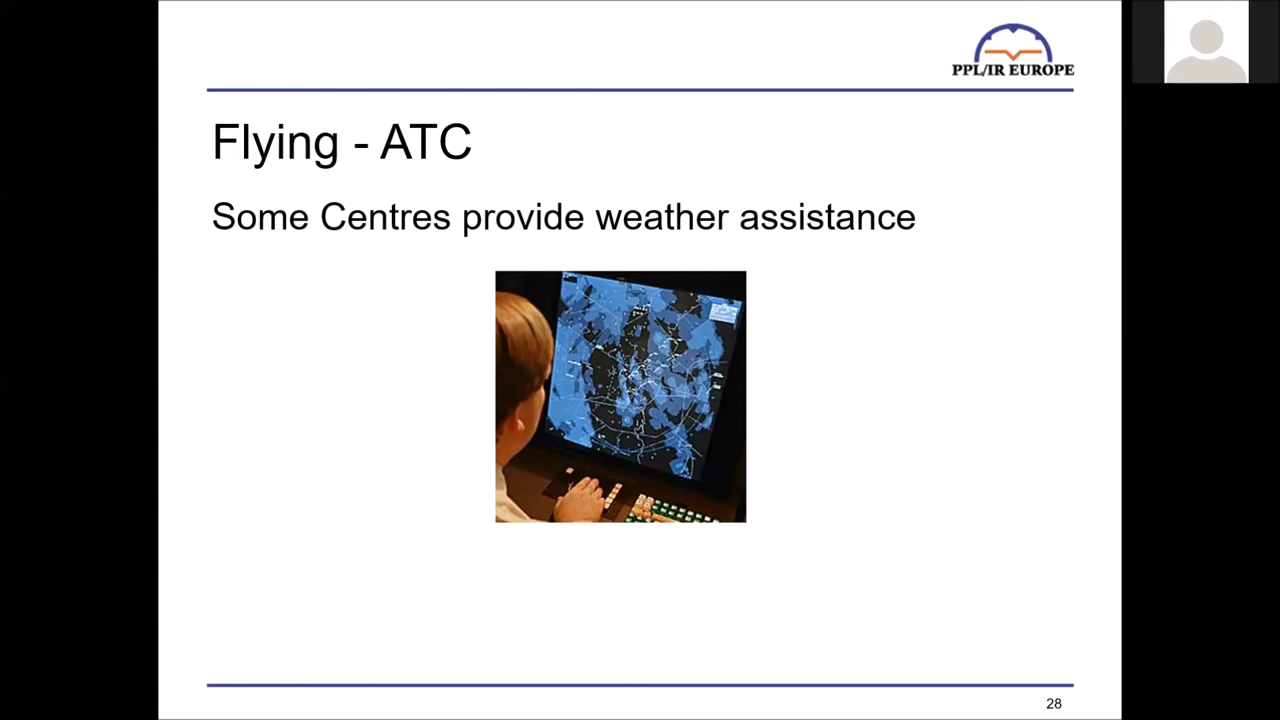 PPL/IR EUROPE
Flying - ATC
Some Centres provide weather assistance
28